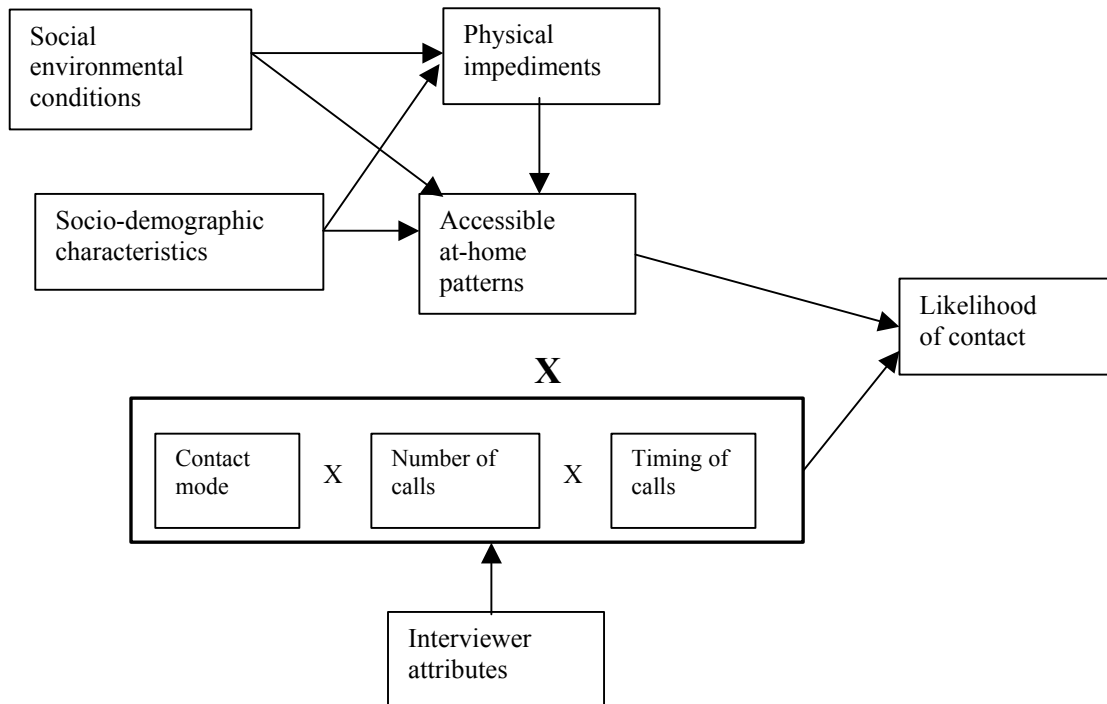 Social
environmental
conditions
Physical
impediments
Socio-demographic
characteristics
Accessible
at-home
patterns
Likelihood
of contact
X
Contact
mode
X
Number of
calls
X
Timing of
calls
Interviewer
attributes